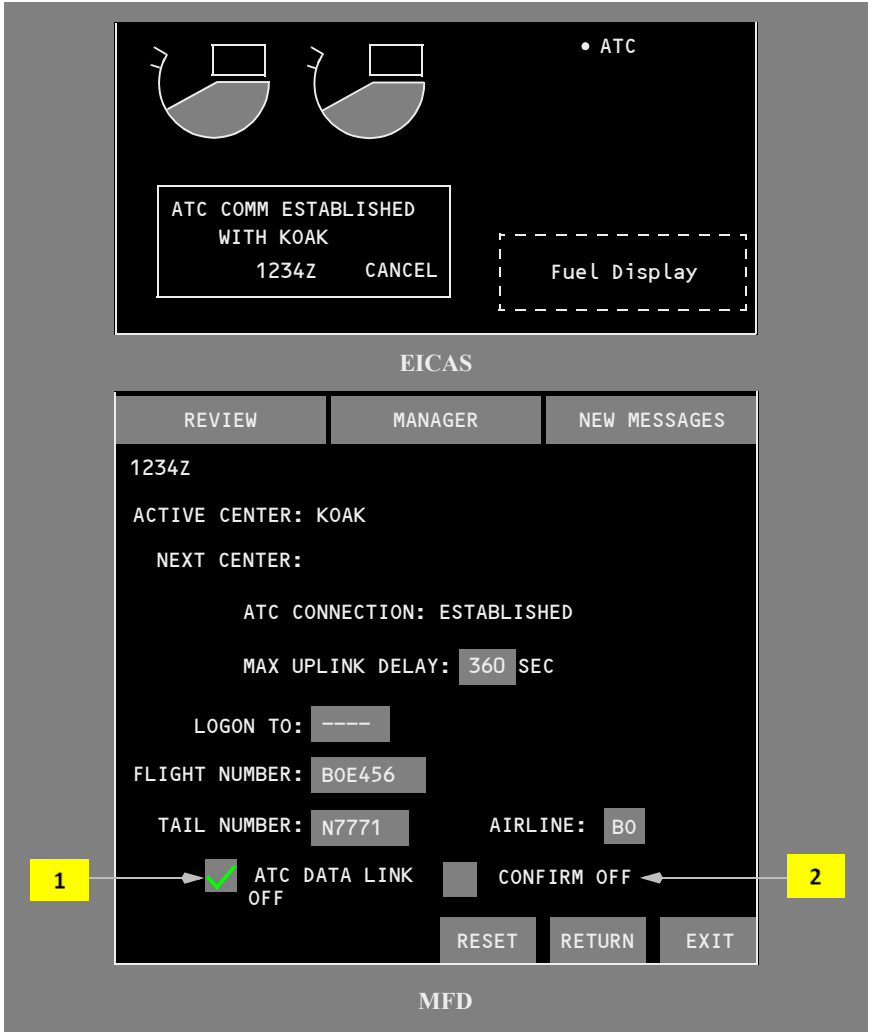 • ATC
ATC COMM ESTABLISHED
WITH KOAK
1234Z CANCEL
Fuel Display
EICAS
REVIEW MANAGER NEW MESSAGES
1234Z
ACTIVE CENTER: KOAK
NEXT CENTER:
ATC CONNECTION: ESTABLISHED
MAX UPLINK DELAY: 360 SEC
LOGON TO: ----
FLIGHT NUMBER: BOE456
TAIL NUMBER: N7771 AIRLINE: BO
1 ATC DATA LINK CONFIRM OFF 2
OFF
RESET RETURN EXIT
MFD